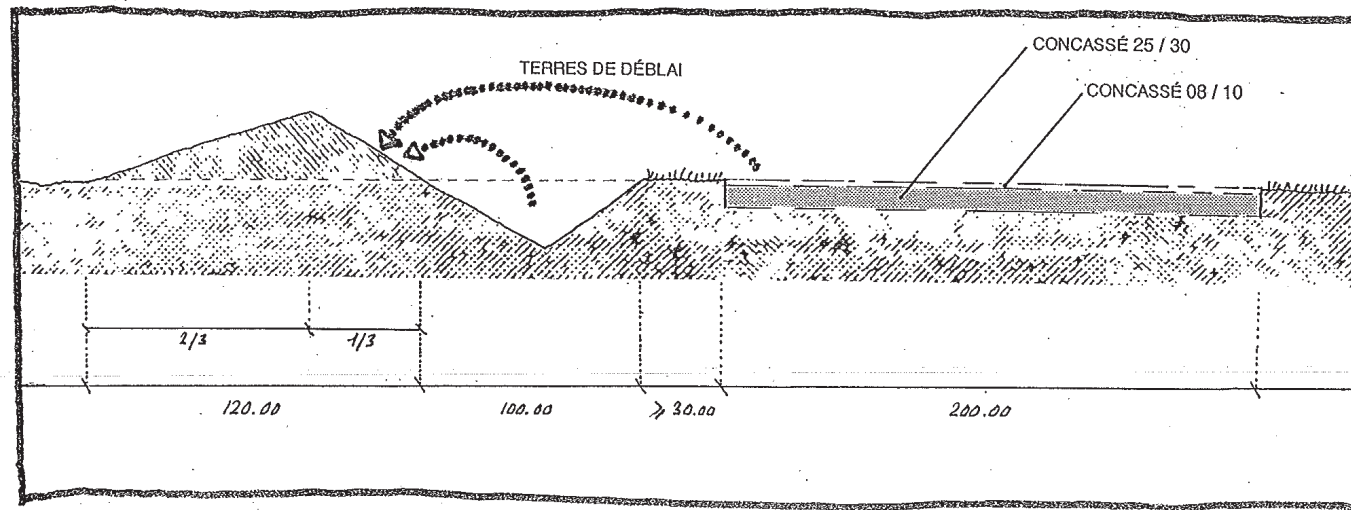 CONCASSÉ 25 / 30
TERRES DE DÉBLAI
CONCASSÉ 08 / 10
2/3
1/3
120.00
100.00
⩾ 30.00
200.00